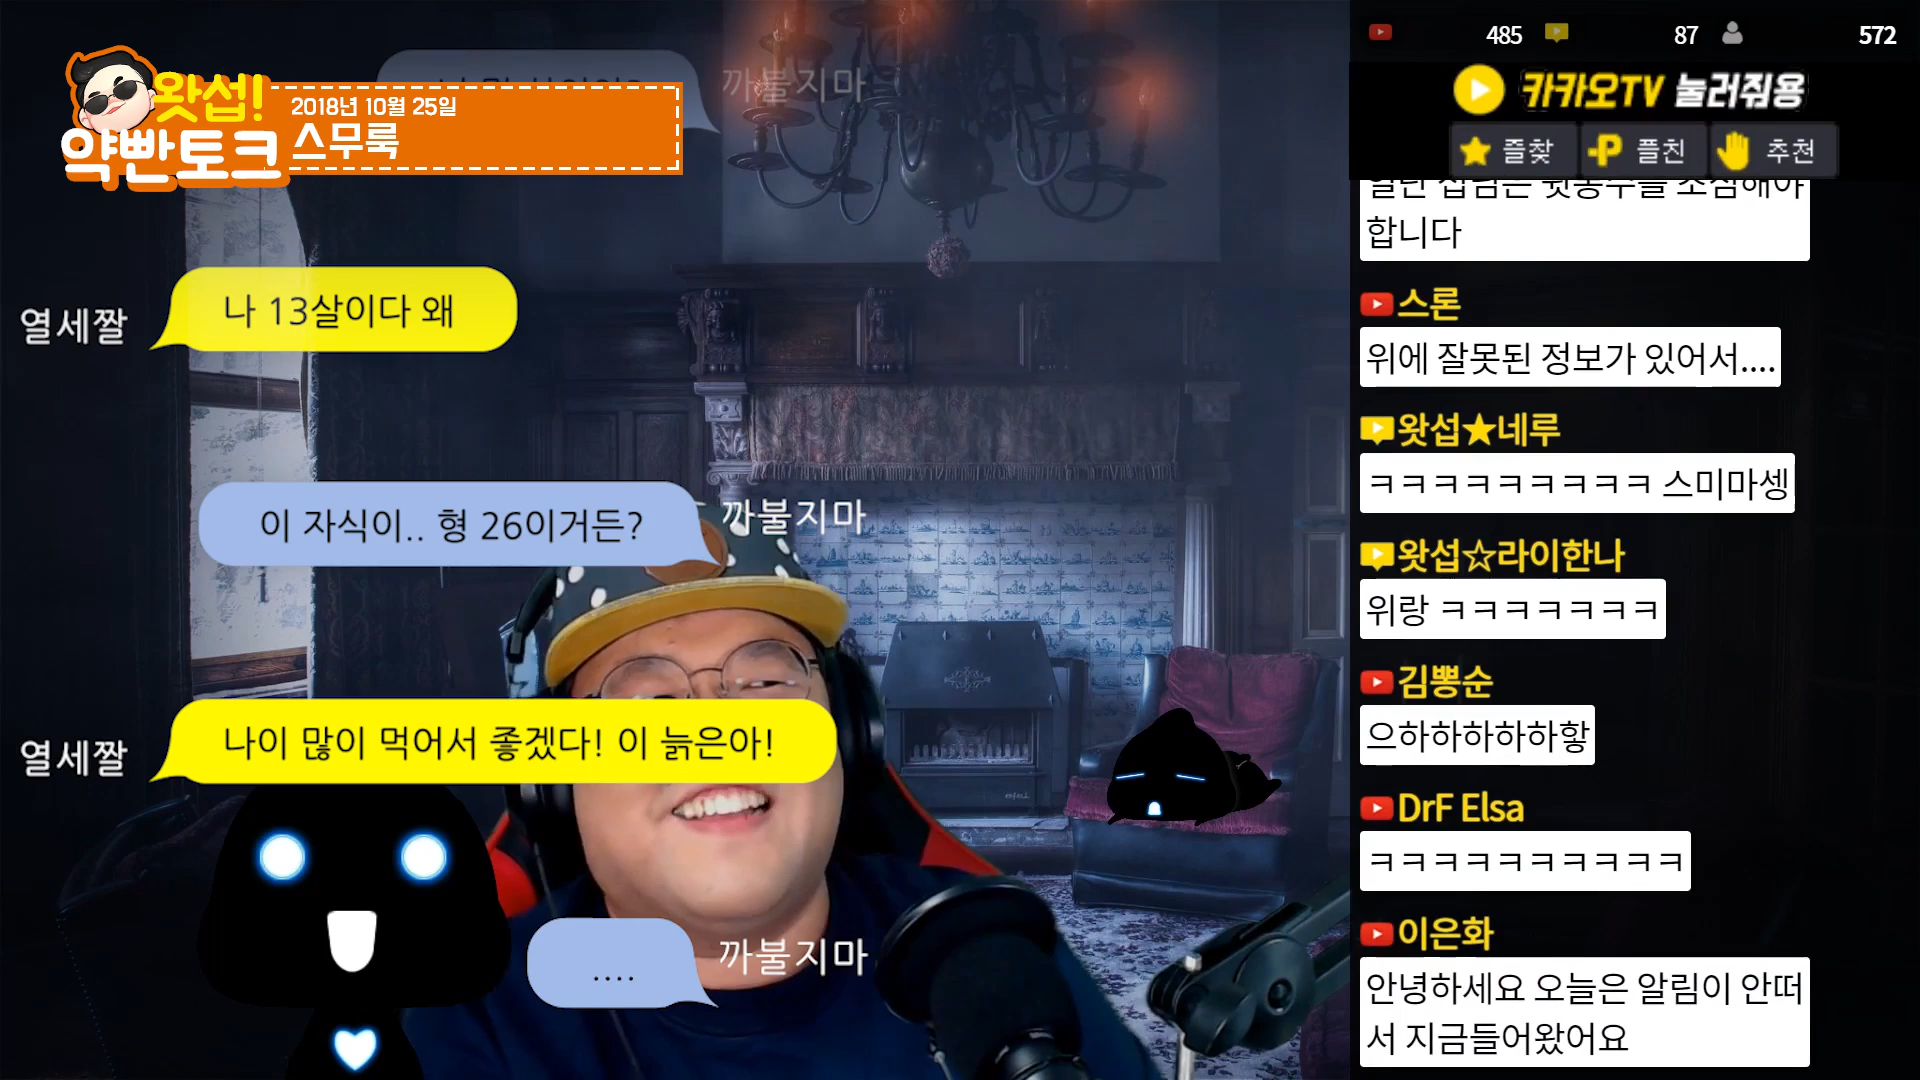 왓섭!
약빤토크
2018년 10월 25일
스무룩
까불지마
열세짤
나 13살이다 왜
이 자식이.. 형 26이거든?
까불지마
열세짤
나이 많이 먹어서 좋겠다! 이 늙은아!
....
까불지마
485
87
572
카카오TV 눌러줘용
즐찾
플친
추천
합니다
스론
위에 잘못된 정보가 있어서....
왓섭★네루
ㅋㅋㅋㅋㅋㅋㅋㅋㅋ 스미마셍
왓섭☆라이한나
위랑 ㅋㅋㅋㅋㅋㅋㅋ
김뽕순
으하하하하하핳
DrF Elsa
ㅋㅋㅋㅋㅋㅋㅋㅋㅋㅋ
이은화
안녕하세요 오늘은 알림이 안떠
서 지금들어왔어요